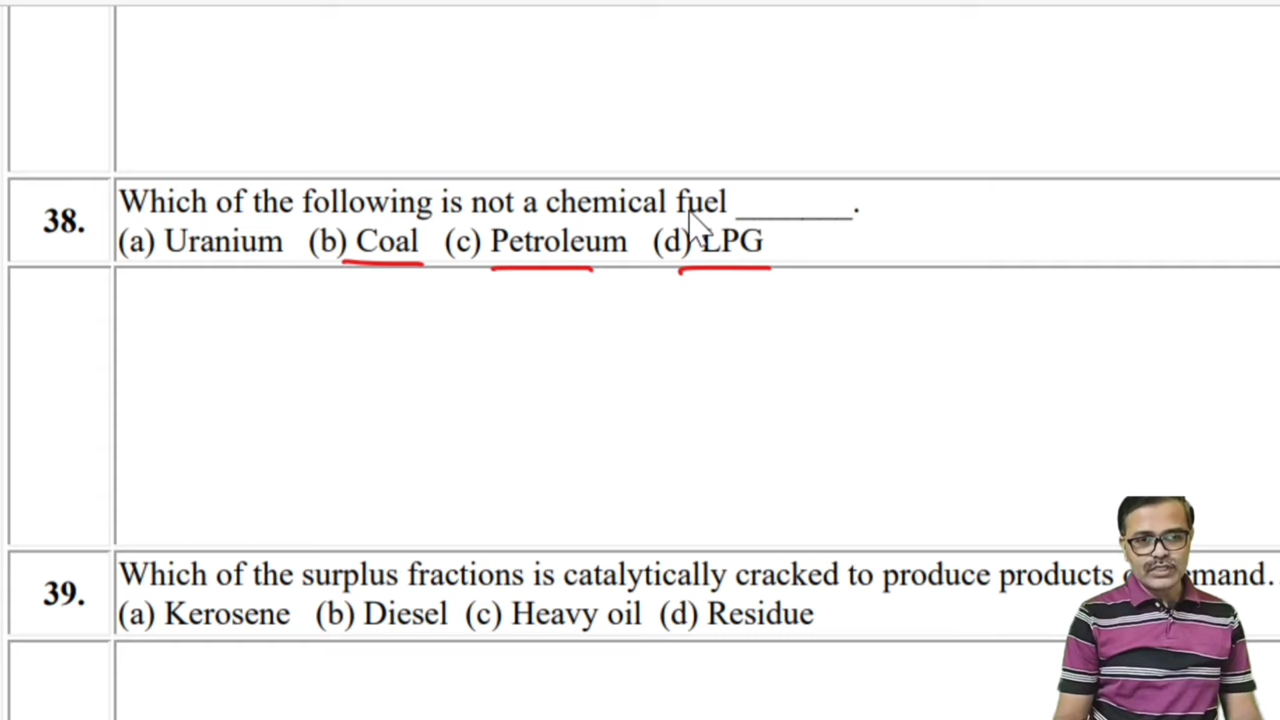 38.
Which of the following is not a chemical fuel ________.
(a) Uranium (b) Coal (c) Petroleum (d) LPG
39.
Which of the surplus fractions is catalytically cracked to produce products
(a) Kerosene (b) Diesel (c) Heavy oil (d) Residue